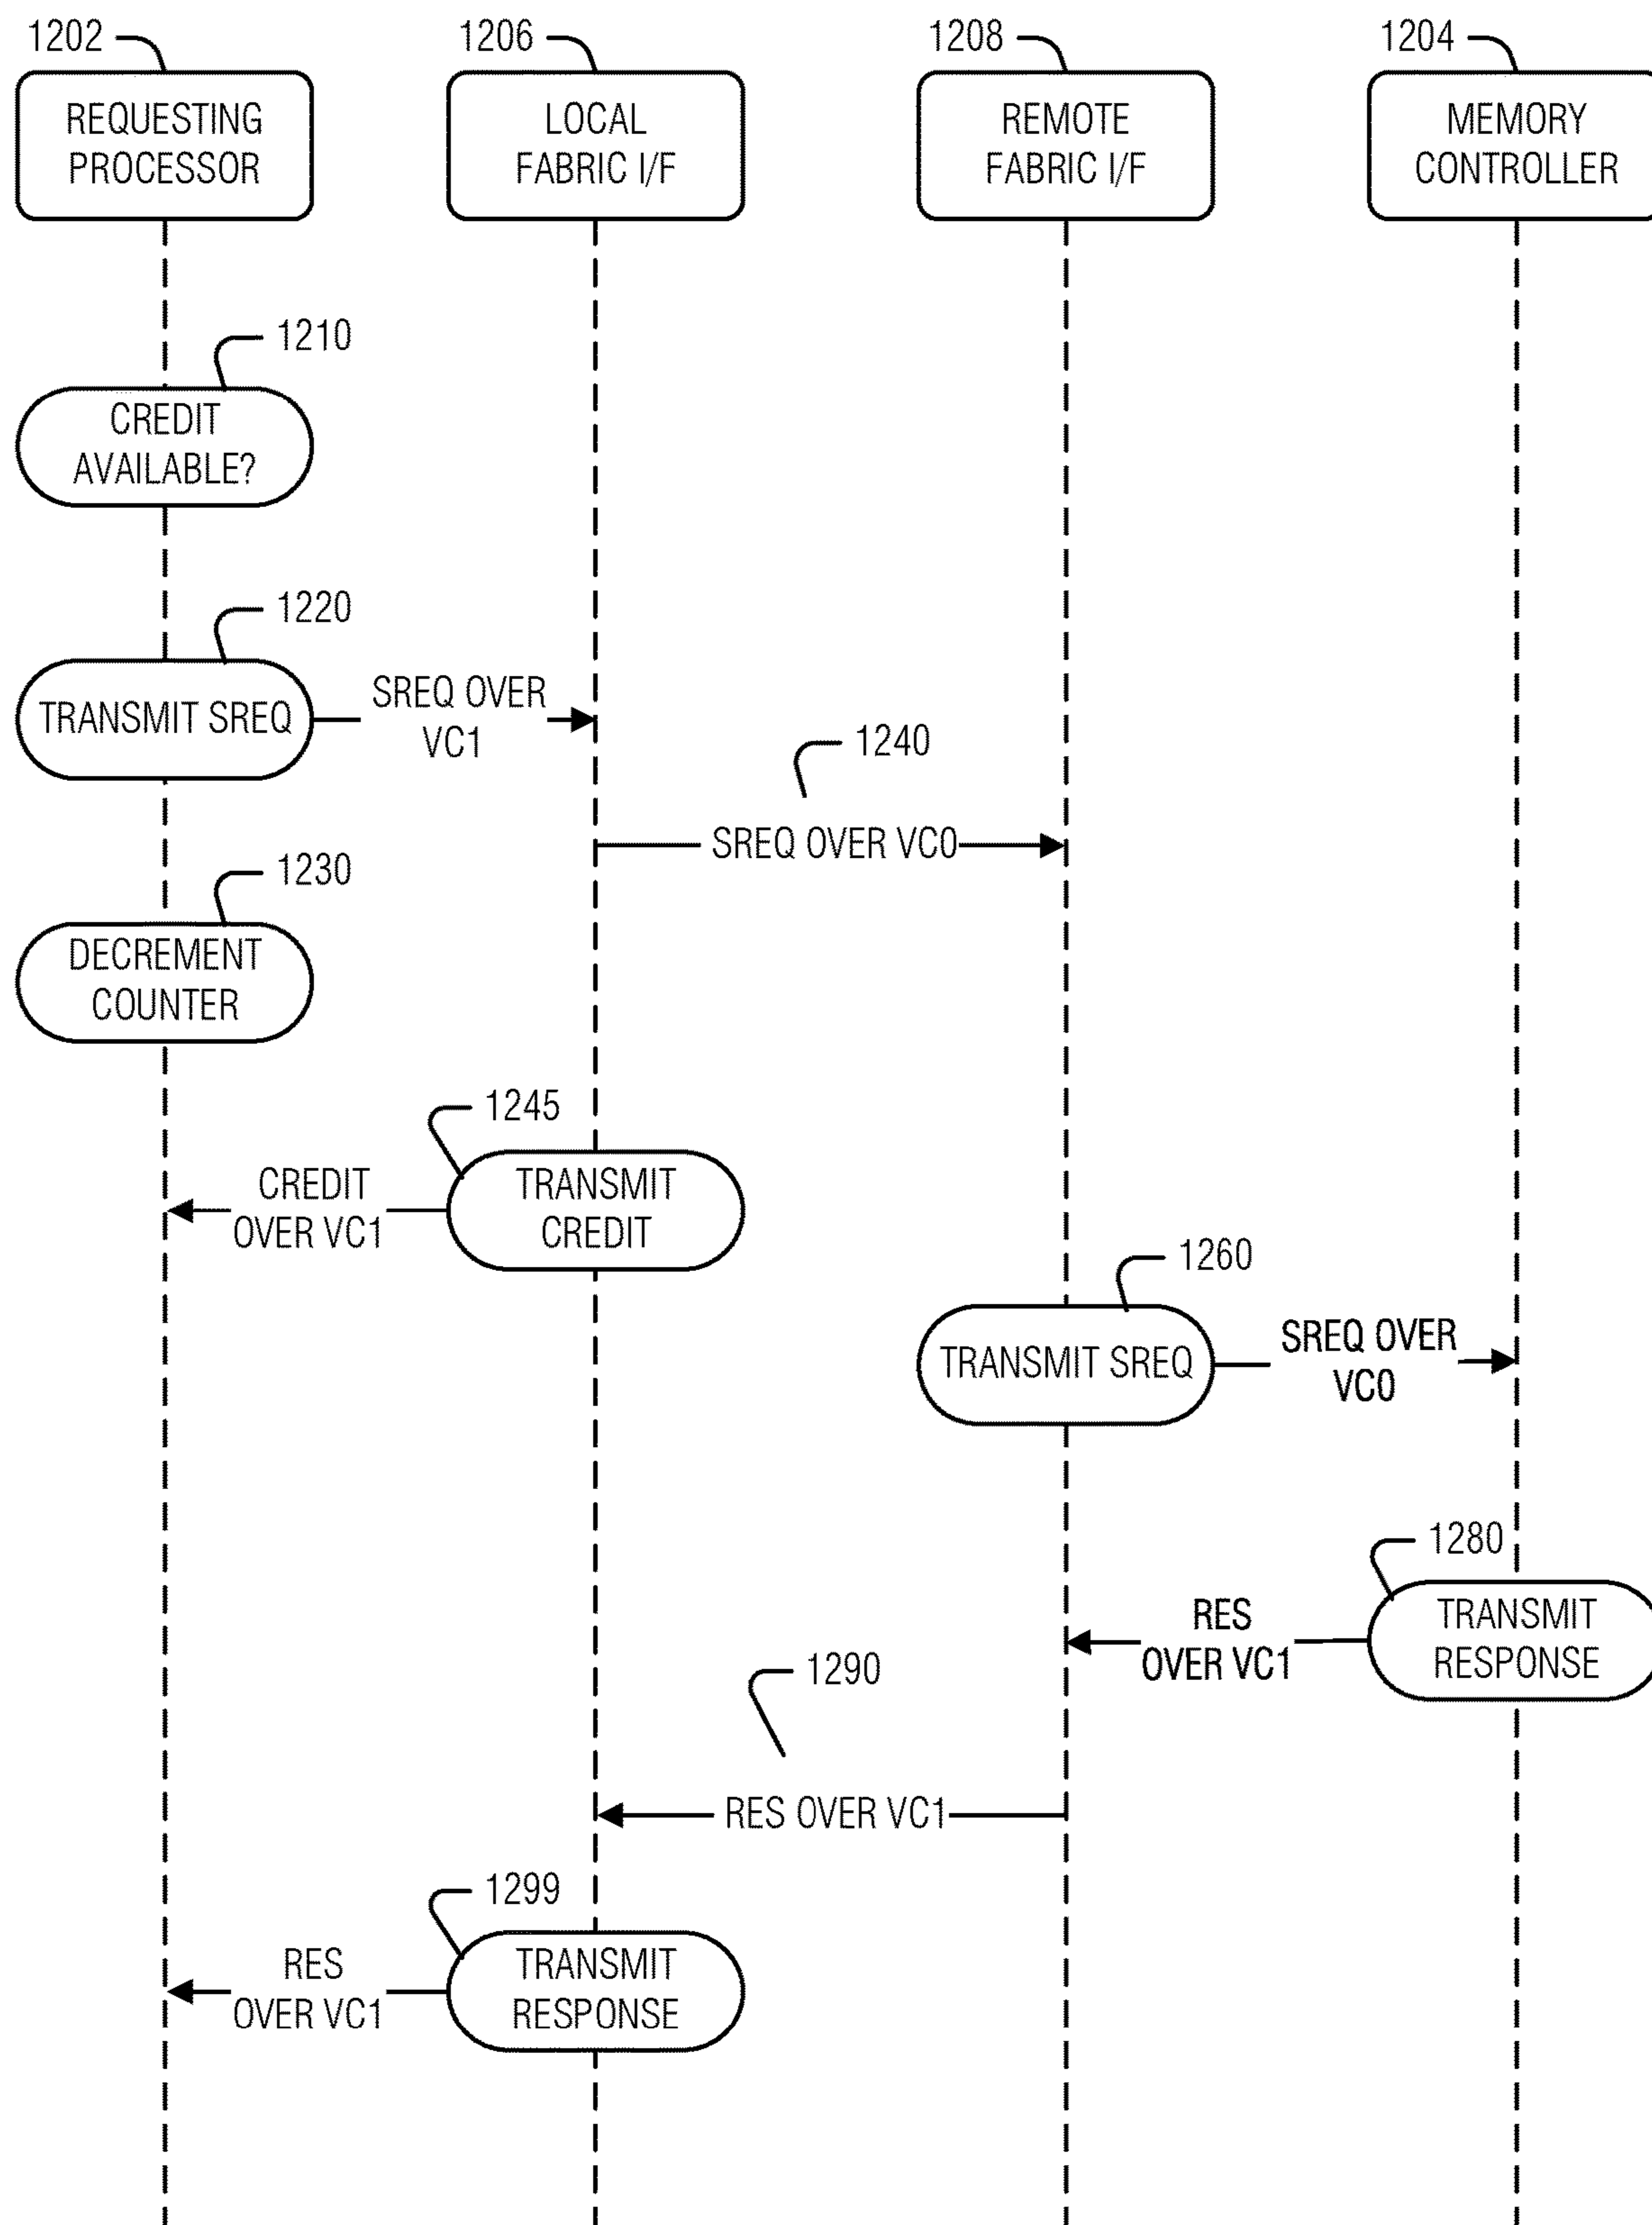 1202
1206
1208
1204
REQUESTING
PROCESSOR
LOCAL
FABRIC I/F
REMOTE
FABRIC I/F
MEMORY
CONTROLLER
1210
CREDIT
AVAILABLE?
1220
TRANSMIT SREQ
SREQ OVER
VC1
1240
SREQ OVER VC0
1230
DECREMENT
COUNTER
1245
CREDIT
OVER VC1
TRANSMIT
CREDIT
1260
TRANSMIT SREQ
SREQ OVER
VC0
1280
RES
OVER VC1
TRANSMIT
RESPONSE
1290
RES OVER VC1
1299
RES
OVER VC1
TRANSMIT
RESPONSE